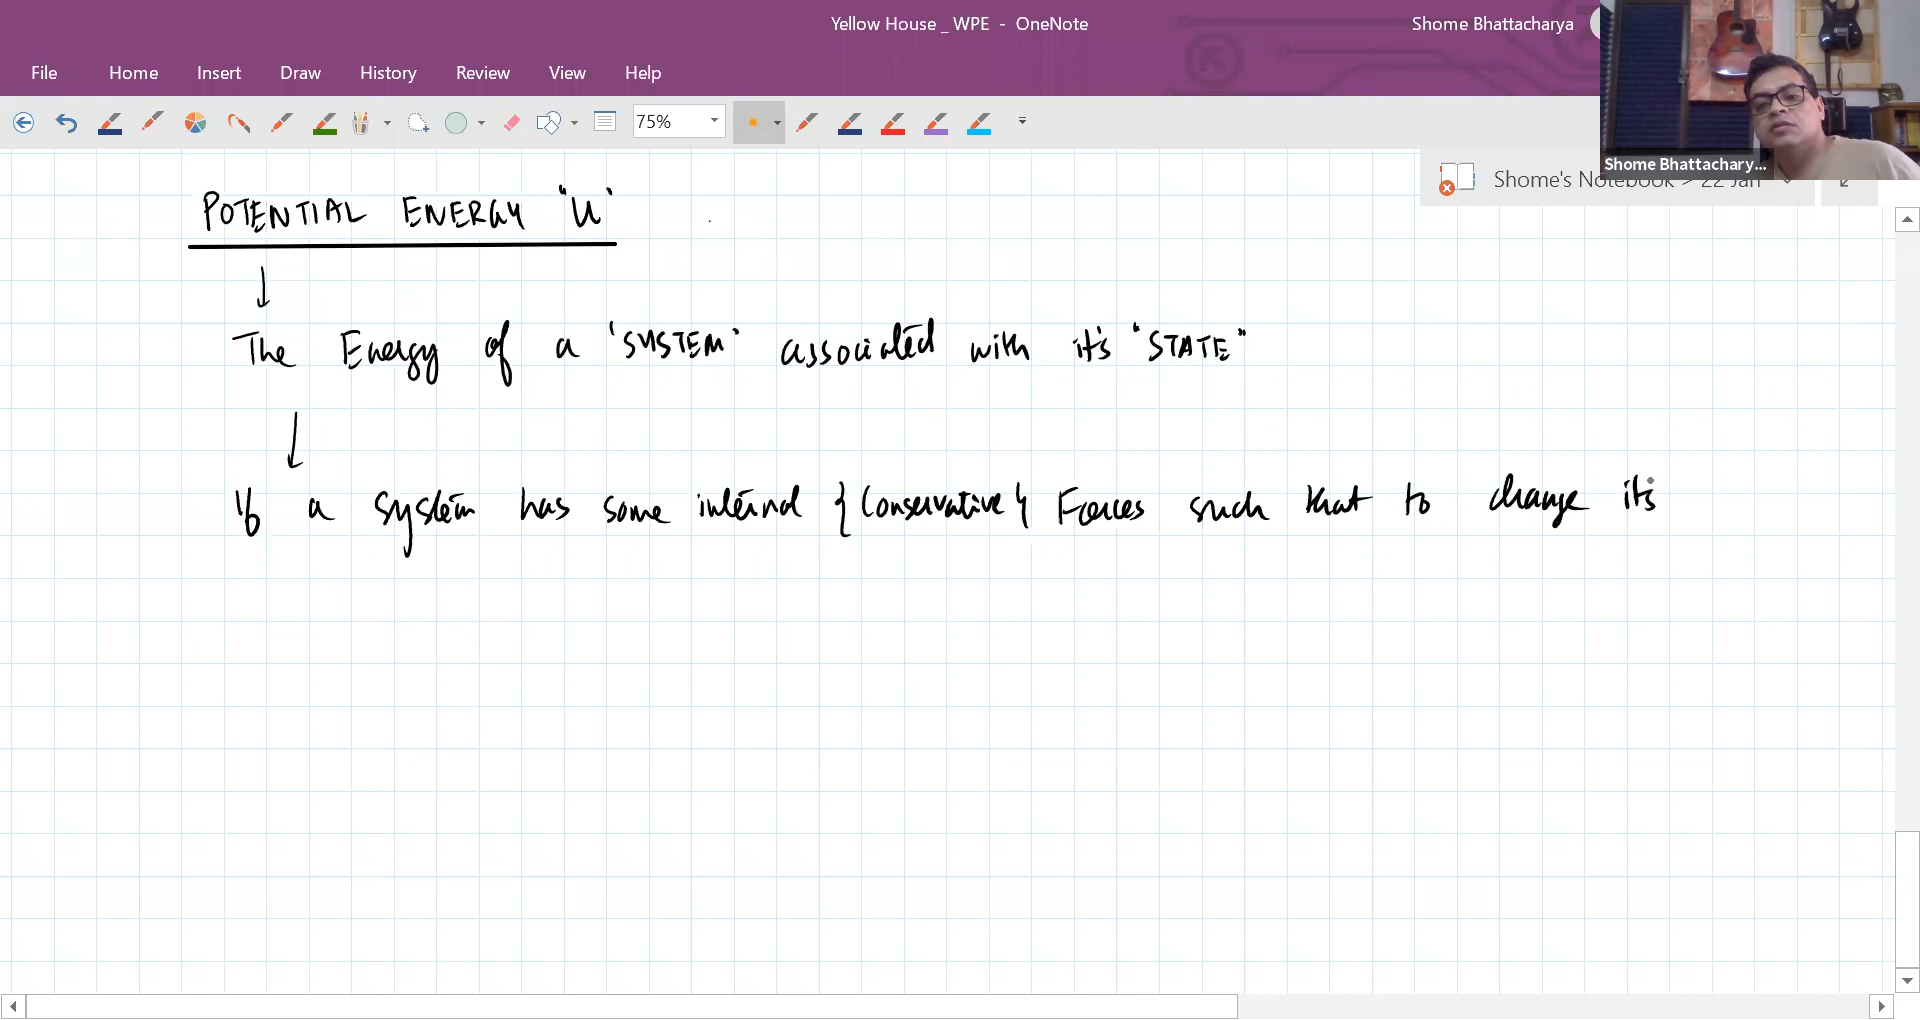 Yellow House _ WPE - OneNote
Shome Bhattacharya
File Home Insert Draw History Review View Help
75%
Shome Bhattachary...
Shome's Notebook > 22 Jan
POTENTIAL ENERGY "U"
The Energy of a 'SYSTEM' associated with it's "STATE"
If a system has some internal {Conservative} Forces such that to change its